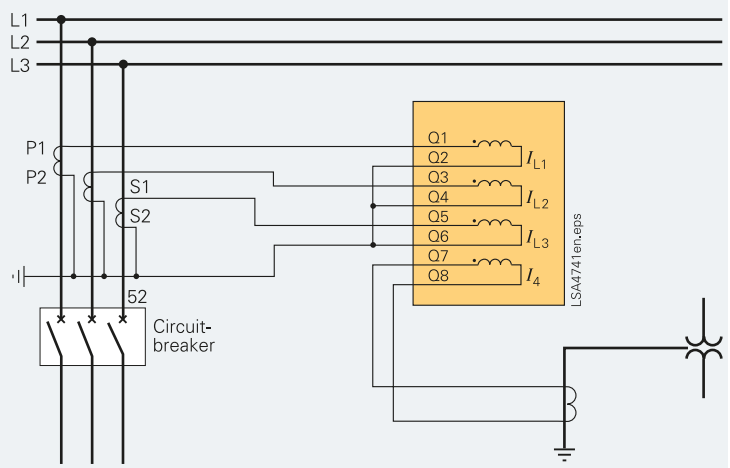 L1
L2
L3
P1
P2
S1
S2
Q1
Q2
Q3
Q4
Q5
Q6
Q7
Q8
IL1
IL2
IL3
I4
LSA4741en.eps
52
Circuit-
breaker